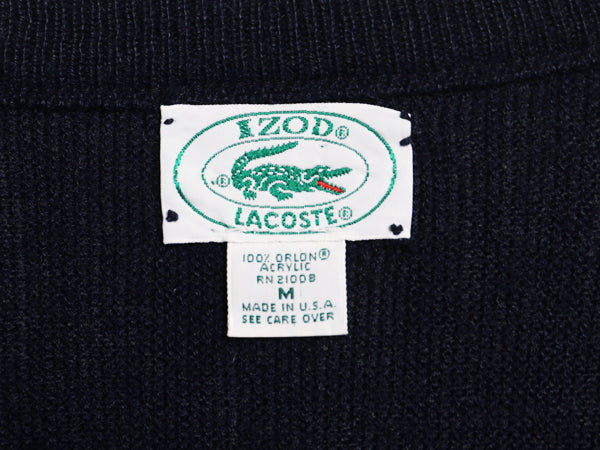 IZOD®
®
LACOSTE®
100% ORLON®
ACRYLIC
RN 21008
M
MADE IN U.S.A.
SEE CARE OVER